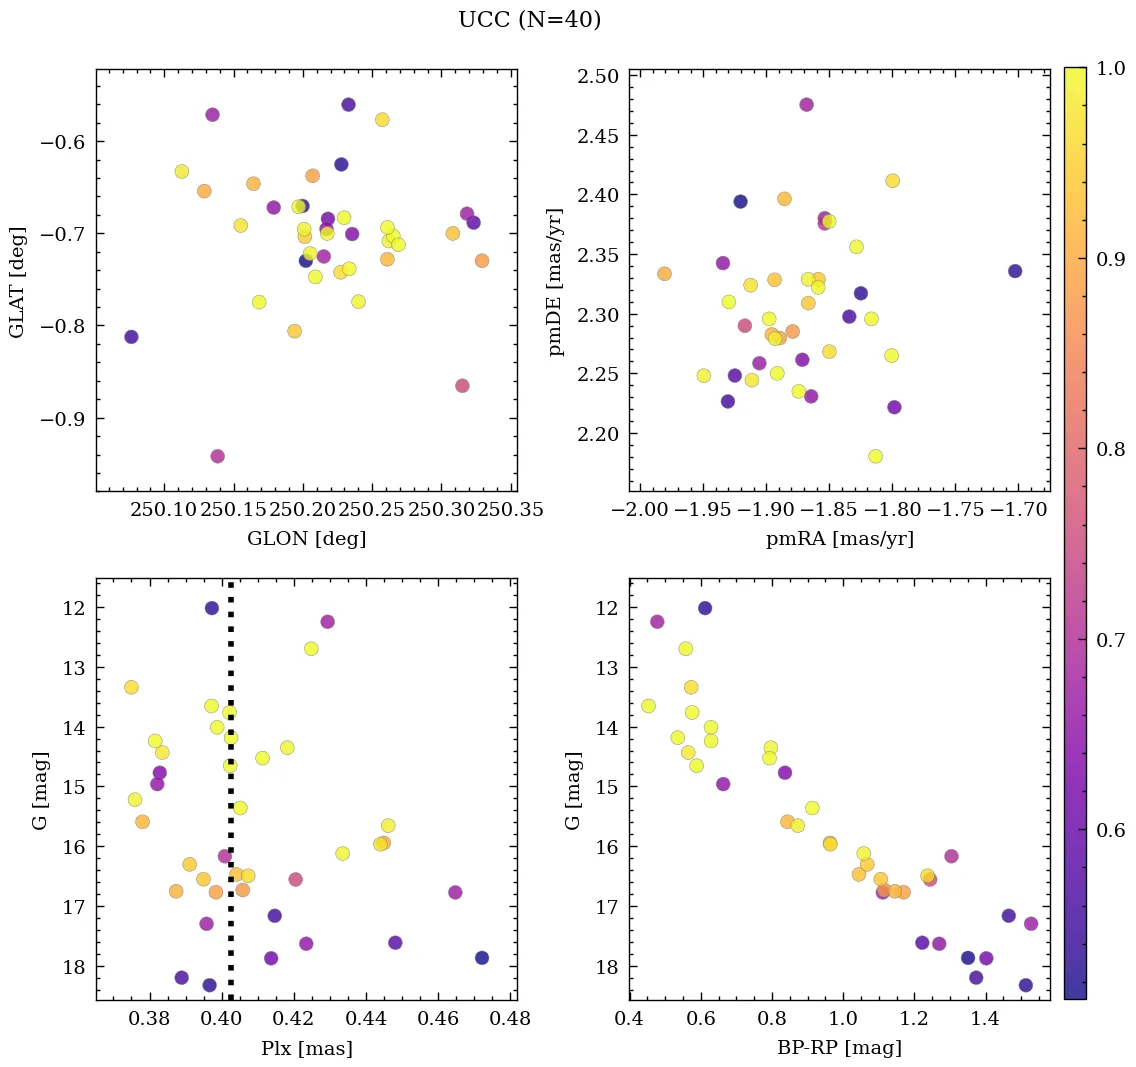 UCC (N=40)
−0.6
−0.7
−0.8
−0.9
GLAT [deg]
250.10 250.15 250.20 250.25 250.30 250.35
GLON [deg]
2.50
2.45
2.40
2.35
2.30
2.25
2.20
pmDE [mas/yr]
−2.00 −1.95 −1.90 −1.85 −1.80 −1.75 −1.70
pmRA [mas/yr]
1.0
0.9
0.8
0.7
0.6
12
13
14
15
16
17
18
G [mag]
0.38 0.40 0.42 0.44 0.46 0.48
Plx [mas]
12
13
14
15
16
17
18
G [mag]
0.4 0.6 0.8 1.0 1.2 1.4
BP-RP [mag]